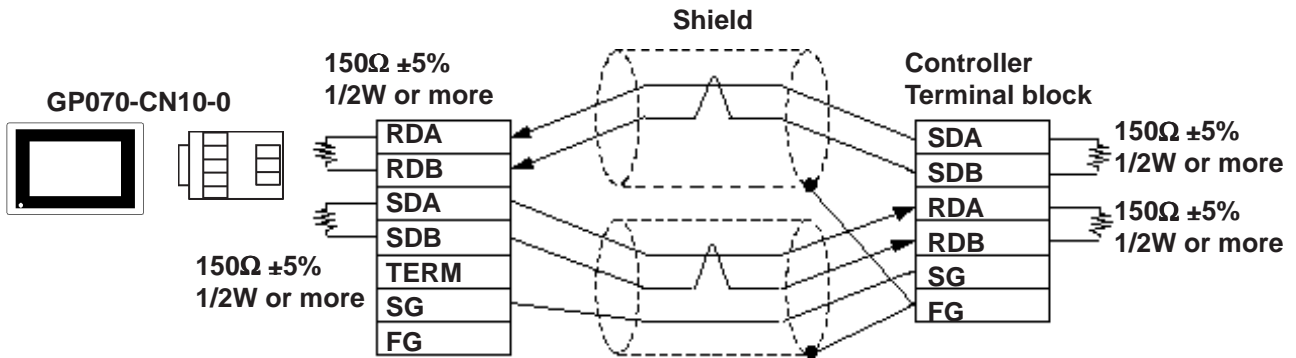 Shield
150Ω ±5%
1/2W or more
GP070-CN10-0
RDA
RDB
SDA
SDB
TERM
SG
FG
150Ω ±5%
1/2W or more
Controller
Terminal block
SDA
SDB
RDA
RDB
SG
FG
150Ω ±5%
1/2W or more
150Ω ±5%
1/2W or more